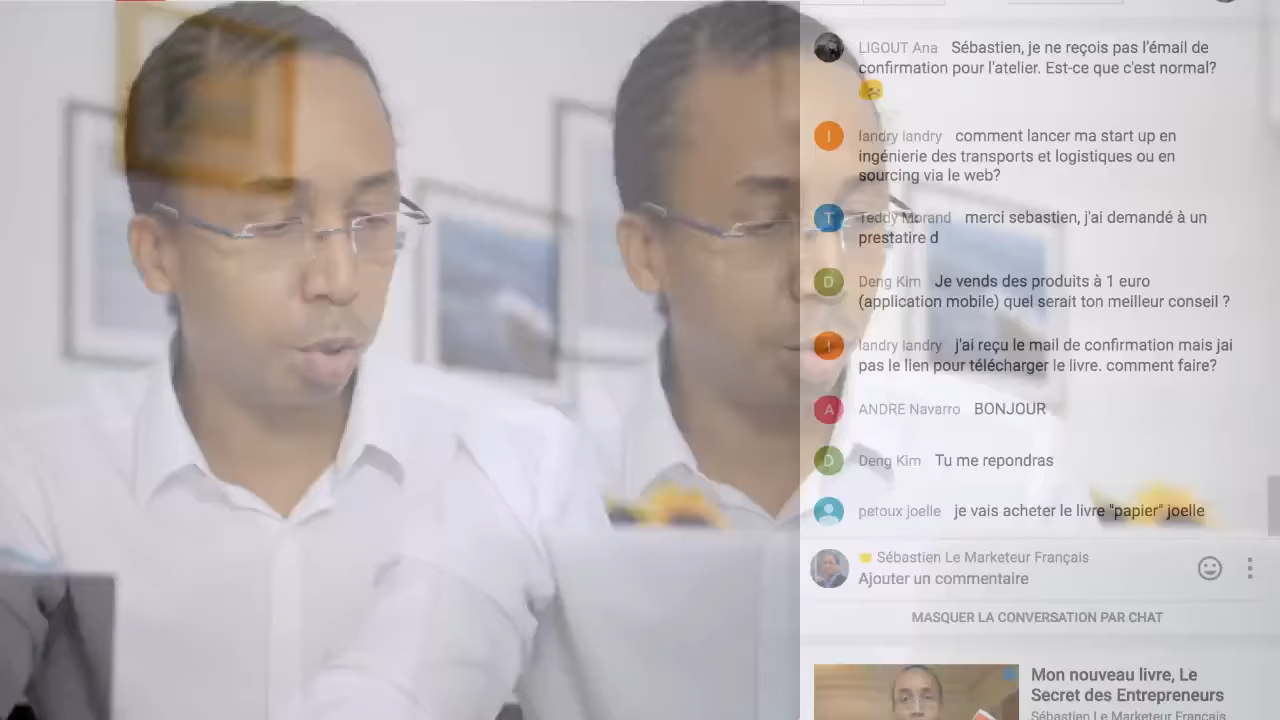 LIGOUT Ana Sébastien, je ne reçois pas l'émail de
confirmation pour l'atelier. Est-ce que c'est normal?
landry landry comment lancer ma start up en
ingénierie des transports et logistiques ou en
sourcing via le web?
Teddy Morand merci sebastien, j'ai demandé à un
prestatire d
Deng Kim Je vends des produits à 1 euro
(application mobile) quel serait ton meilleur conseil ?
landry landry j'ai reçu le mail de confirmation mais jai
pas le lien pour télécharger le livre. comment faire?
A ANDRE Navarro BONJOUR
D Deng Kim Tu me repondras
petoux joelle je vais acheter le livre "papier" joelle
Sébastien Le Marketeur Français
Ajouter un commentaire
MASQUER LA CONVERSATION PAR CHAT
Mon nouveau livre, Le
Secret des Entrepreneurs
Sébastien Le Marketeur Français